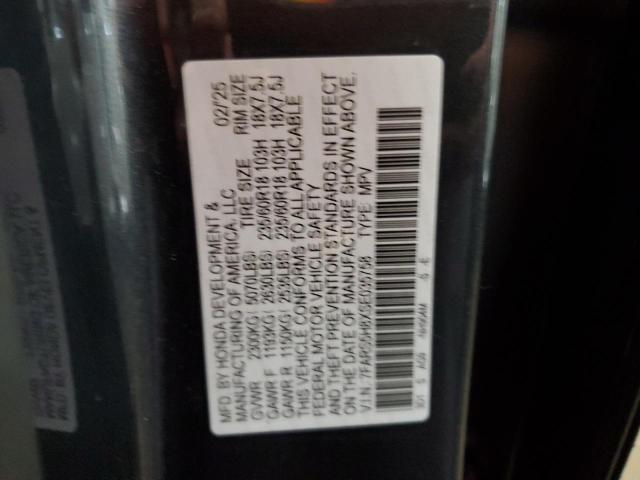 MFD. BY HONDA DEVELOPMENT & 02/25
MANUFACTURING OF AMERICA, LLC
GVWR 2300KG( 5070LBS) TIRE SIZE RIM SIZE
GAWR F 1193KG( 2630LBS) 235/60R18 103H 18X7.5J
GAWR R 1150KG( 2535LBS) 235/60R18 103H 18X7.5J
THIS VEHICLE CONFORMS TO ALL APPLICABLE
FEDERAL MOTOR VEHICLE SAFETY
AND THEFT PREVENTION STANDARDS IN EFFECT
ON THE DATE OF MANUFACTURE SHOWN ABOVE.
V.I.N.: 7FARS5H8XSE035758 TYPE: MPV